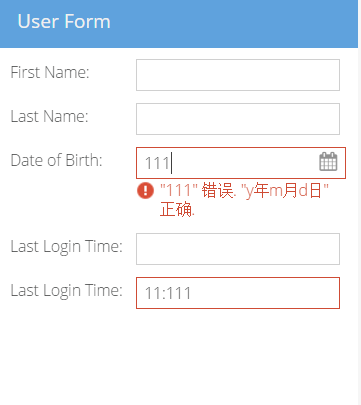 User Form
First Name:
Last Name:
Date of Birth: 111
"111" 错误. "y年m月d日"
正确.
Last Login Time:
Last Login Time: 11:111